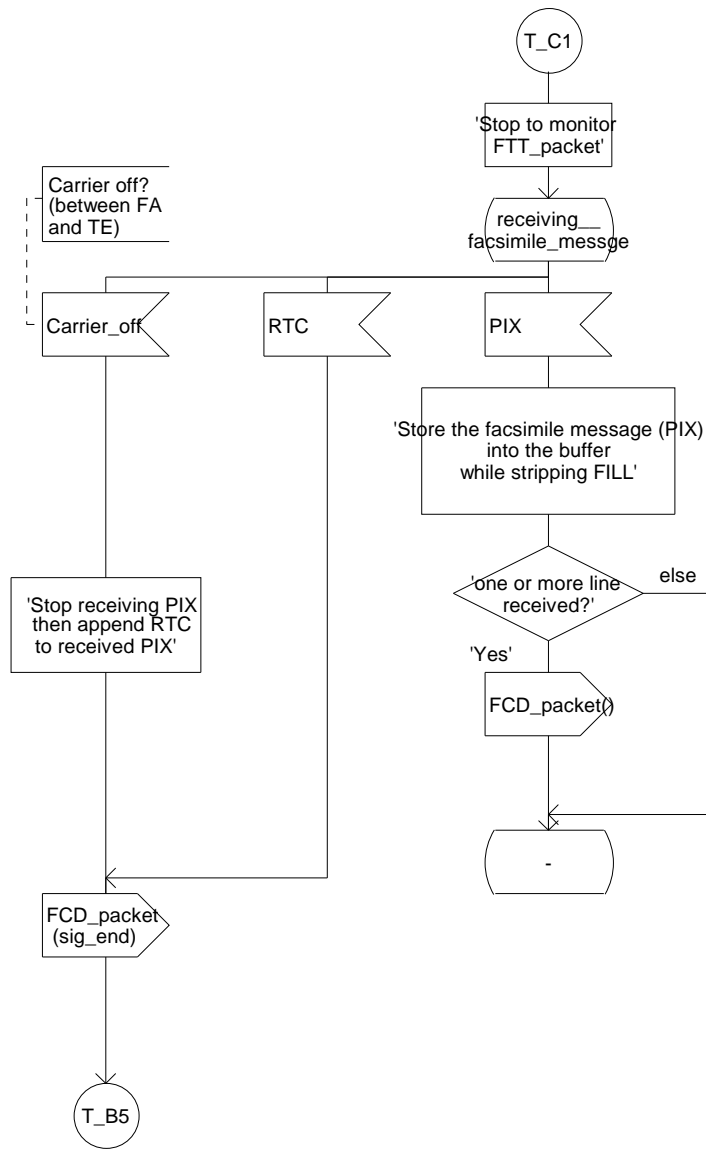 T_C1
'Stop to monitor
FTT_packet'
Carrier off?
(between FA
and TE)
receiving__
facsimile_messge
Carrier_off
RTC
PIX
'Store the facsimile message (PIX)
into the buffer
while stripping FILL'
'one or more line
received?'
else
'Stop receiving PIX
then append RTC
to received PIX'
'Yes'
FCD_packet()
-
FCD_packet
(sig_end)
T_B5